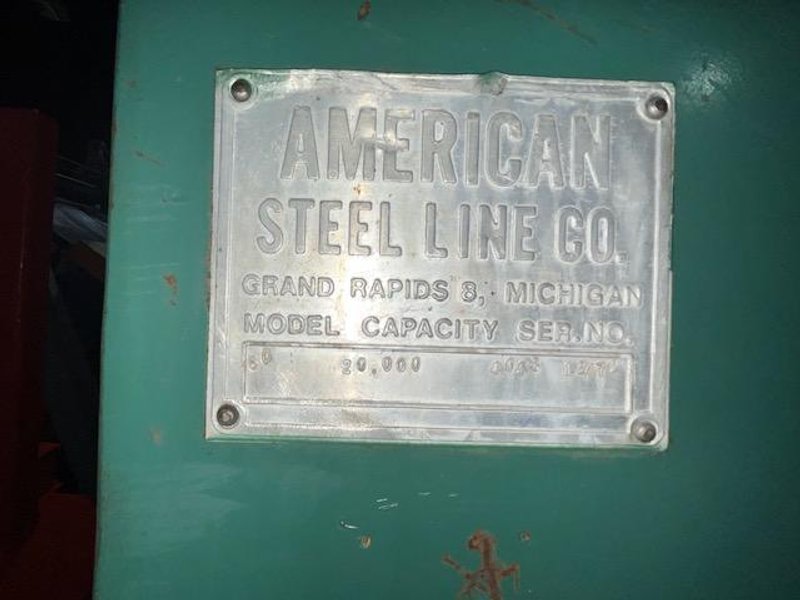 AMERICAN
STEEL LINE CO.
GRAND RAPIDS 8, MICHIGAN
MODEL CAPACITY SER. NO.
20,000